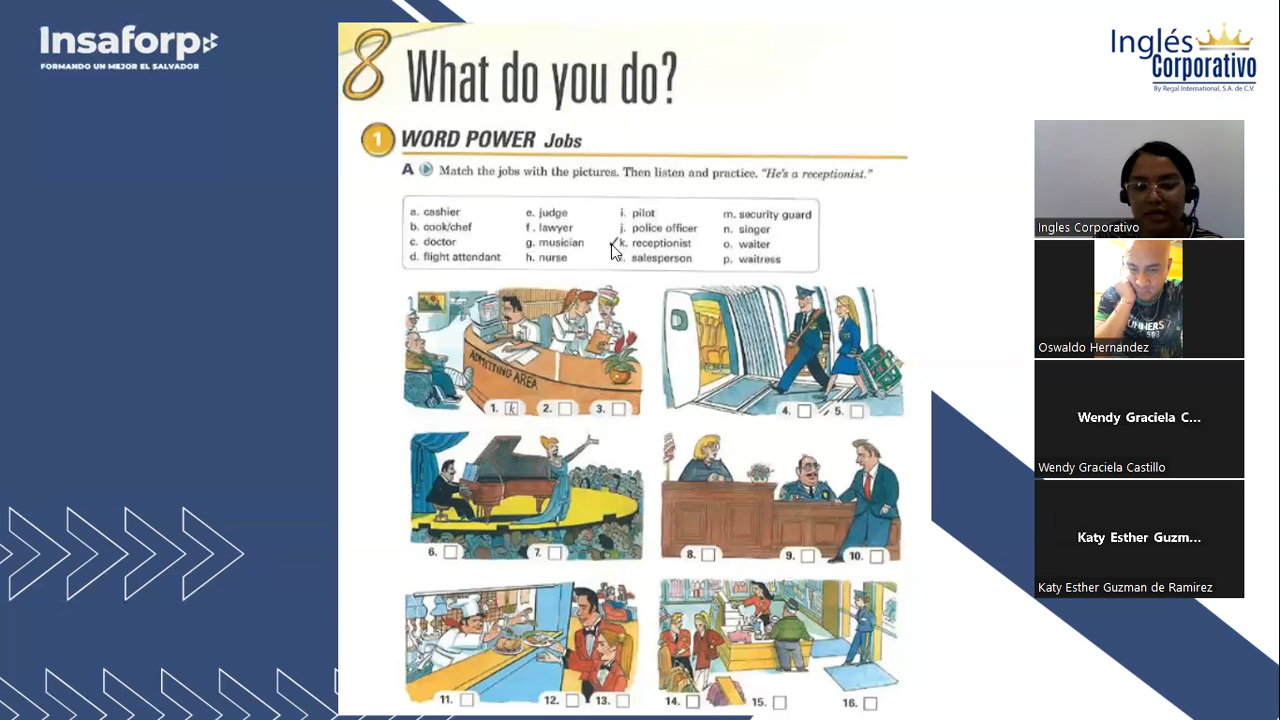 Insaforp
FORMANDO UN MEJOR EL SALVADOR
Inglés
Corporativo
By Regal International, S.A. de C.V.
8 What do you do?
1 WORD POWER Jobs
A Match the jobs with the pictures. Then listen and practice. "He's a receptionist."
a. cashier
b. cook/chef
c. doctor
d. flight attendant
e. judge
f. lawyer
g. musician
h. nurse
i. pilot
j. police officer
k. receptionist
salesperson
m. security guard
n. singer
o. waiter
p. waitress
ADMITTING AREA
1. k 2. 3.
4. 5.
6. 7.
8. 9. 10.
11. 12. 13.
14. 15. 16.
Ingles Corporativo
Oswaldo Hernandez
Wendy Graciela C...
Wendy Graciela Castillo
Katy Esther Guzm...
Katy Esther Guzman de Ramirez